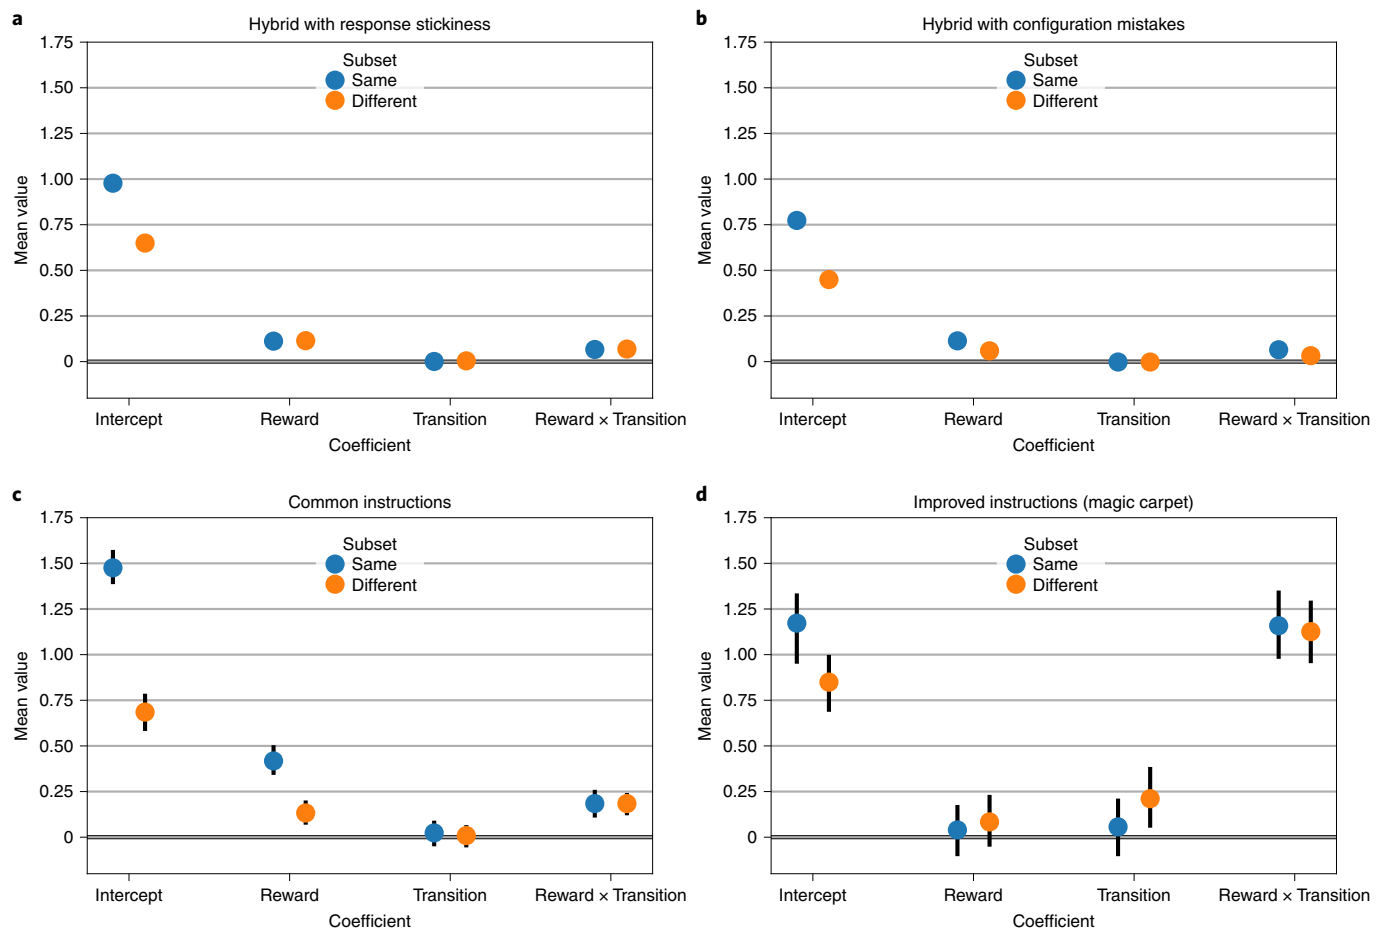 a
Hybrid with response stickiness
1.75
1.50
1.25
1.00
0.75
0.50
0.25
0
Mean value
Subset
Same
Different
Intercept
Reward
Transition
Reward × Transition
Coefficient
b
Hybrid with configuration mistakes
1.75
1.50
1.25
1.00
0.75
0.50
0.25
0
Mean value
Subset
Same
Different
Intercept
Reward
Transition
Reward × Transition
Coefficient
c
Common instructions
1.75
1.50
1.25
1.00
0.75
0.50
0.25
0
Mean value
Subset
Same
Different
Intercept
Reward
Transition
Reward × Transition
Coefficient
d
Improved instructions (magic carpet)
1.75
1.50
1.25
1.00
0.75
0.50
0.25
0
Mean value
Subset
Same
Different
Intercept
Reward
Transition
Reward × Transition
Coefficient